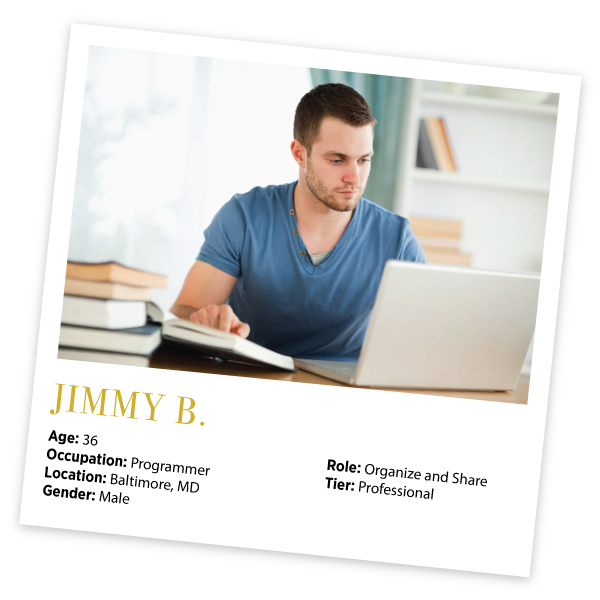 JIMMY B.
Age: 36
Occupation: Programmer
Location: Baltimore, MD
Gender: Male
Role: Organize and Share
Tier: Professional